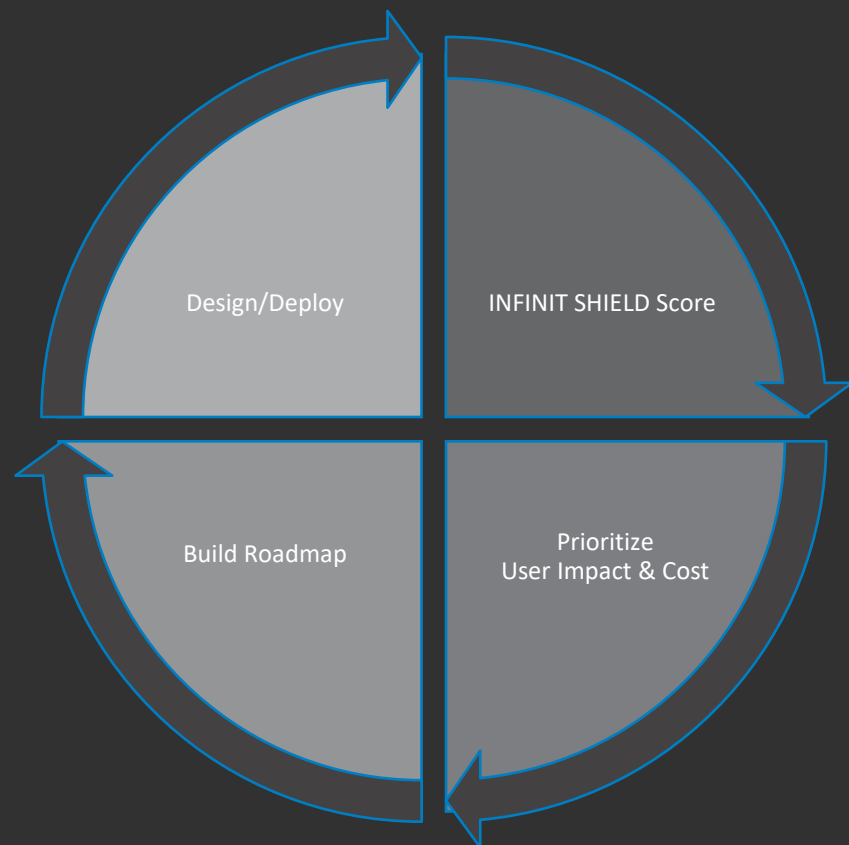 Design/Deploy
INFINIT SHIELD Score
Build Roadmap
Prioritize
User Impact & Cost